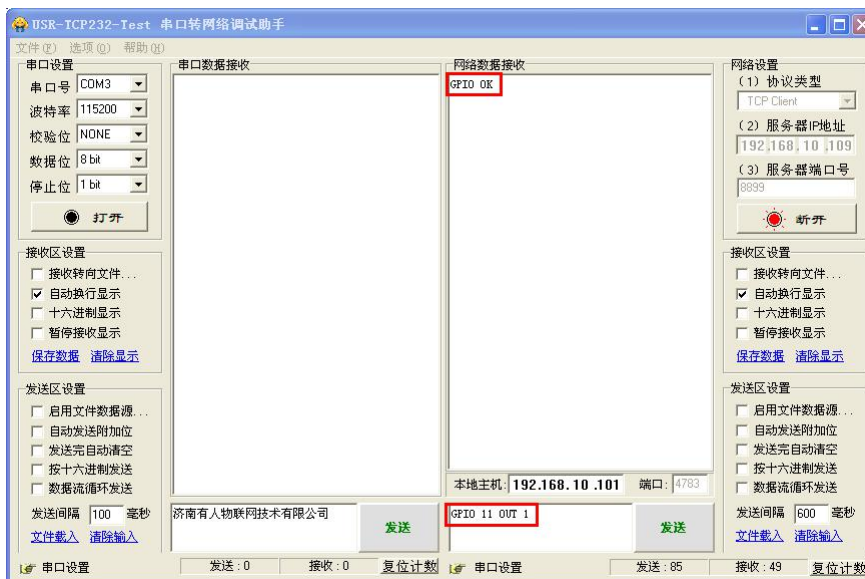 USR-TCP232-Test 串口转网络调试助手
文件(F) 选项(O) 帮助(H)
串口设置
串口号 COM3
波特率 115200
校验位 NONE
数据位 8 bit
停止位 1 bit
打开
接收区设置
接收转向文件...
自动换行显示
十六进制显示
暂停接收显示
保存数据 清除显示
发送区设置
启用文件数据源...
自动发送附加位
发送完自动清空
按十六进制发送
数据流循环发送
发送间隔 100 毫秒
文件载入 清除输入
串口数据接收
济南有人物联网技术有限公司
发送
网络数据接收
GPIO OK
本地主机: 192.168.10.101 端口: 4783
GPIO 11 OUT 1
发送
网络设置
(1) 协议类型
TCP Client
(2) 服务器IP地址
192.168.10.109
(3) 服务器端口号
8899
断开
接收区设置
接收转向文件...
自动换行显示
十六进制显示
暂停接收显示
保存数据 清除显示
发送区设置
启用文件数据源...
自动发送附加位
发送完自动清空
按十六进制发送
数据流循环发送
发送间隔 600 毫秒
文件载入 清除输入
串口设置 发送:0 接收:0 复位计数 串口设置 发送:85 接收:49 复位计数